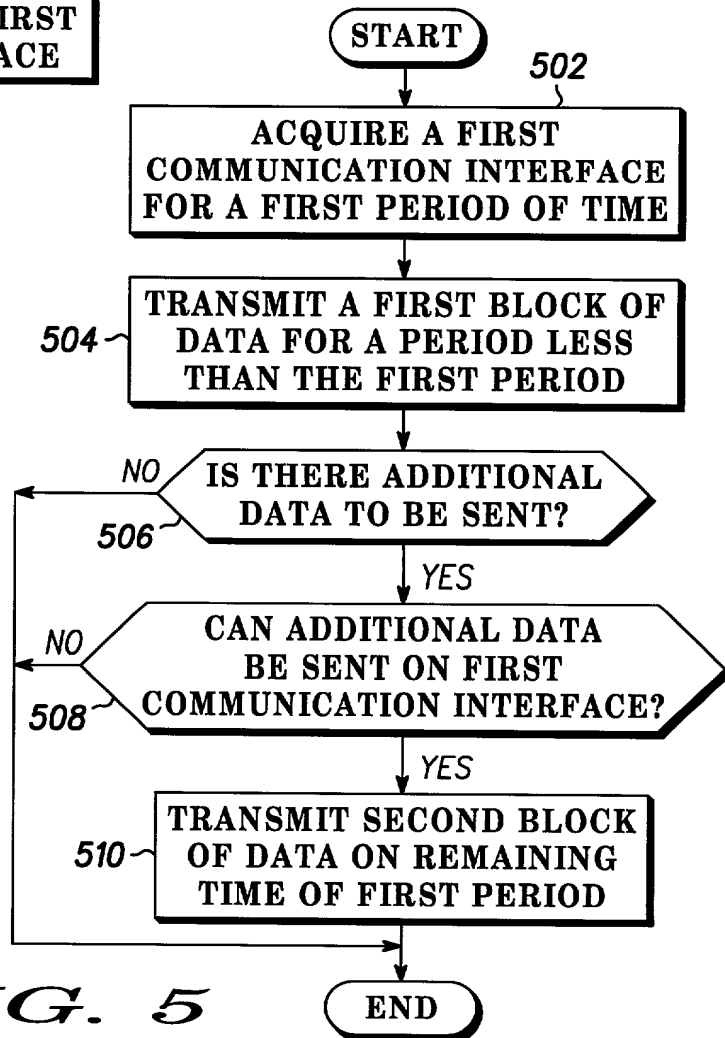 IRST
ACE
START
502
ACQUIRE A FIRST
COMMUNICATION INTERFACE
FOR A FIRST PERIOD OF TIME
504
TRANSMIT A FIRST BLOCK OF
DATA FOR A PERIOD LESS
THAN THE FIRST PERIOD
NO
IS THERE ADDITIONAL
DATA TO BE SENT?
506
YES
NO
CAN ADDITIONAL DATA
BE SENT ON FIRST
COMMUNICATION INTERFACE?
508
YES
510
TRANSMIT SECOND BLOCK
OF DATA ON REMAINING
TIME OF FIRST PERIOD
END
G. 5